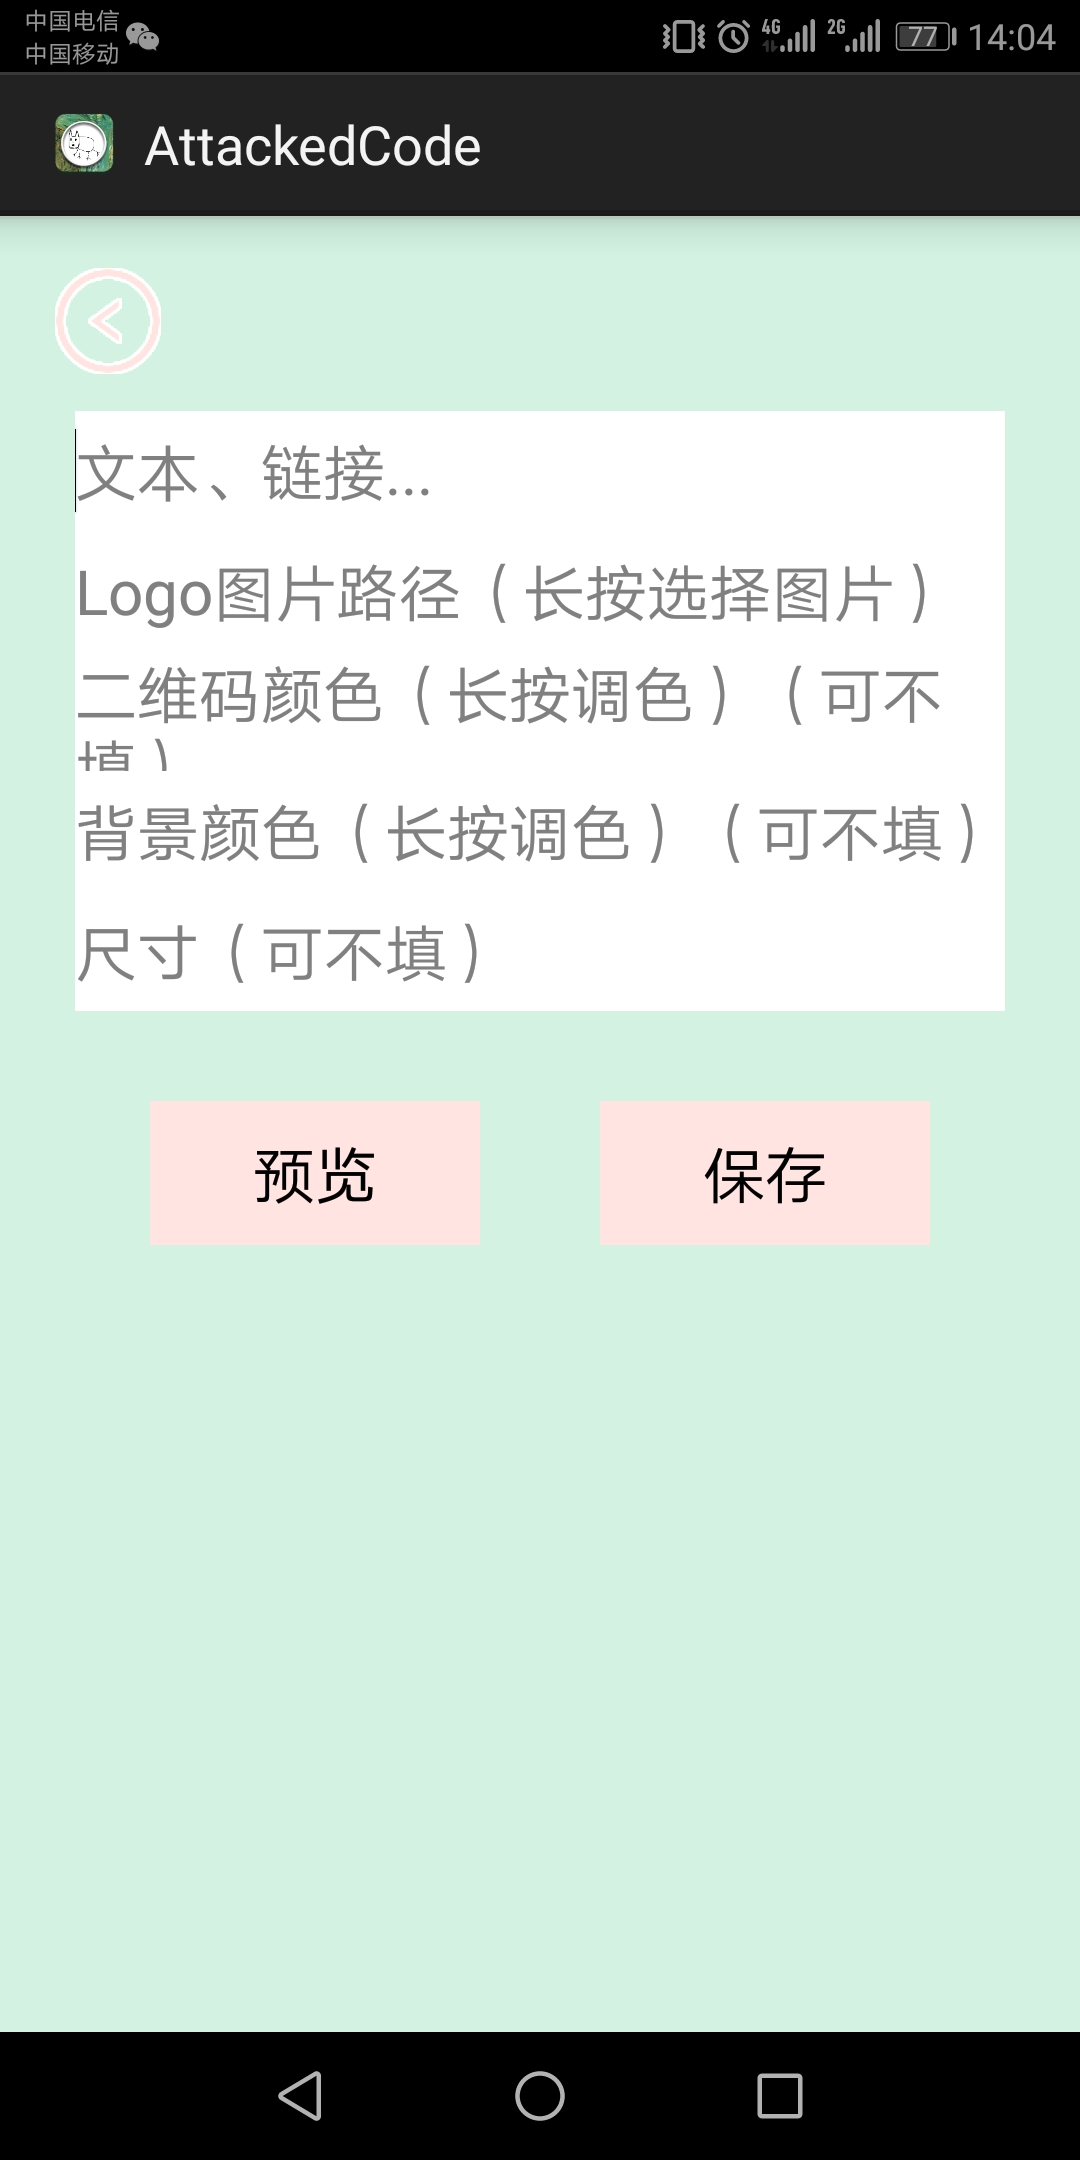 中国电信
中国移动
4G 2G 77 14:04
AttackedCode
文本、链接...
Logo图片路径（长按选择图片）
二维码颜色（长按调色）（可不
填）
背景颜色（长按调色）（可不填）
尺寸（可不填）
预览 保存